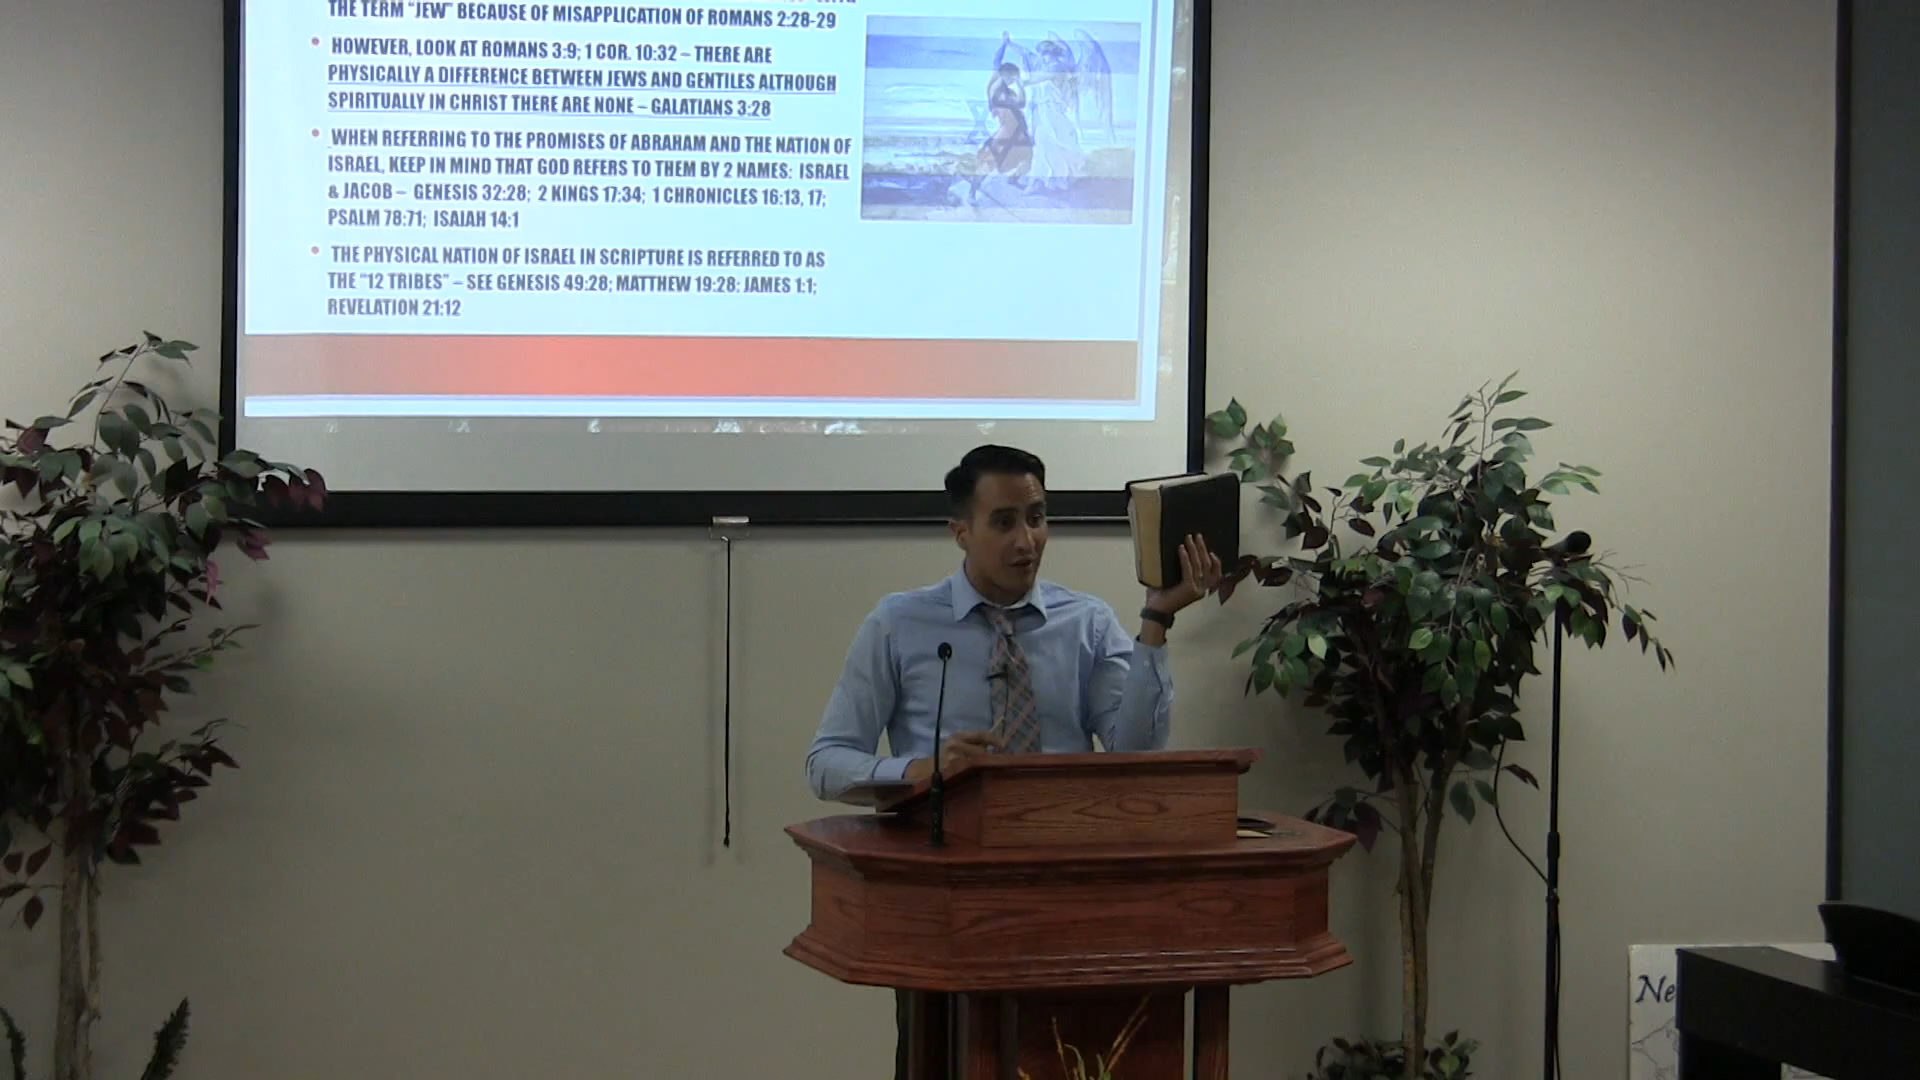 THE TERM "JEW" BECAUSE OF MISAPPLICATION OF ROMANS 2:28-29
• HOWEVER, LOOK AT ROMANS 3:9; 1 COR. 10:32 – THERE ARE
PHYSICALLY A DIFFERENCE BETWEEN JEWS AND GENTILES ALTHOUGH
SPIRITUALLY IN CHRIST THERE ARE NONE – GALATIANS 3:28
• WHEN REFERRING TO THE PROMISES OF ABRAHAM AND THE NATION OF
ISRAEL, KEEP IN MIND THAT GOD REFERS TO THEM BY 2 NAMES: ISRAEL
& JACOB – GENESIS 32:28; 2 KINGS 17:34; 1 CHRONICLES 16:13, 17;
PSALM 78:71; ISAIAH 14:1
• THE PHYSICAL NATION OF ISRAEL IN SCRIPTURE IS REFERRED TO AS
THE "12 TRIBES" – SEE GENESIS 49:28; MATTHEW 19:28: JAMES 1:1;
REVELATION 21:12
Ne